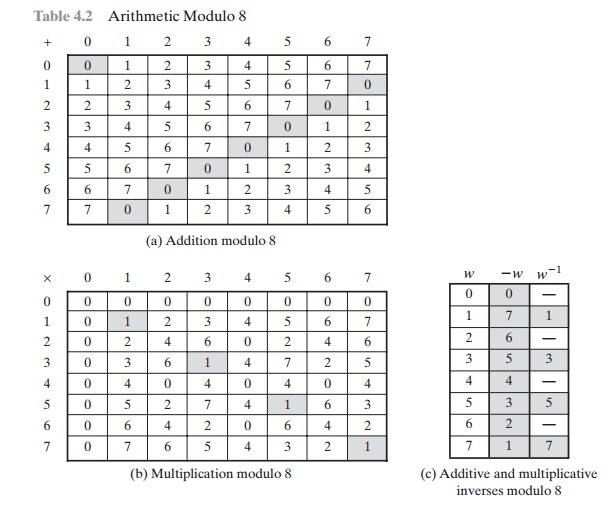 Table 4.2 Arithmetic Modulo 8
+ 0 1 2 3 4 5 6 7
0 0 1 2 3 4 5 6 7
1 1 2 3 4 5 6 7 0
2 2 3 4 5 6 7 0 1
3 3 4 5 6 7 0 1 2
4 4 5 6 7 0 1 2 3
5 5 6 7 0 1 2 3 4
6 6 7 0 1 2 3 4 5
7 7 0 1 2 3 4 5 6
(a) Addition modulo 8
× 0 1 2 3 4 5 6 7
0 0 0 0 0 0 0 0 0
1 0 1 2 3 4 5 6 7
2 0 2 4 6 0 2 4 6
3 0 3 6 1 4 7 2 5
4 0 4 0 4 0 4 0 4
5 0 5 2 7 4 1 6 3
6 0 6 4 2 0 6 4 2
7 0 7 6 5 4 3 2 1
(b) Multiplication modulo 8
w −w w⁻¹
0 0 —
1 7 1
2 6 —
3 5 3
4 4 —
5 3 5
6 2 —
7 1 7
(c) Additive and multiplicative
inverses modulo 8